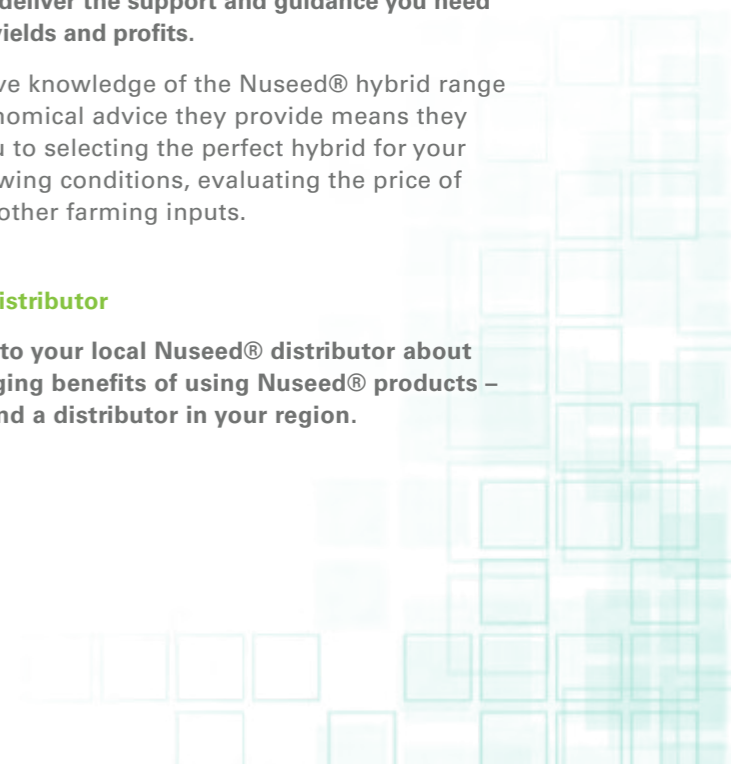 deliver the support and guidance you need
yields and profits.
ve knowledge of the Nuseed® hybrid range
nomical advice they provide means they
u to selecting the perfect hybrid for your
wing conditions, evaluating the price of
other farming inputs.
istributor
to your local Nuseed® distributor about
ging benefits of using Nuseed® products –
nd a distributor in your region.